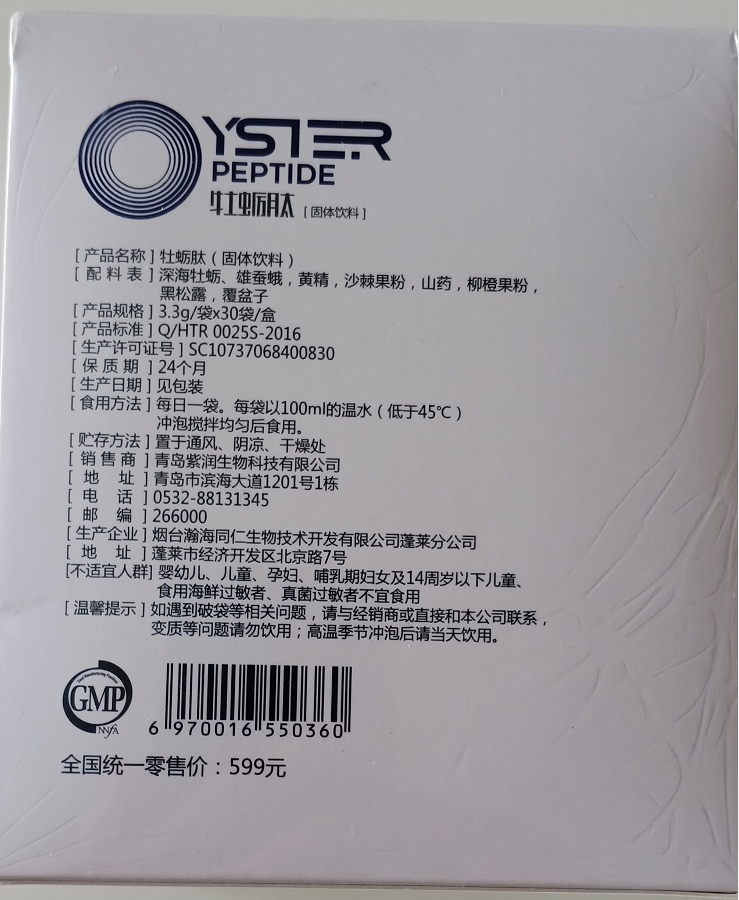 OYSTER
PEPTIDE
牡蛎肽 [固体饮料]
[产品名称] 牡蛎肽（固体饮料）
[配料表] 深海牡蛎、雄蚕蛾，黄精，沙棘果粉，山药，柳橙果粉，
黑松露，覆盆子
[产品规格] 3.3g/袋x30袋/盒
[产品标准] Q/HTR 0025S-2016
[生产许可证号] SC10737068400830
[保质期] 24个月
[生产日期] 见包装
[食用方法] 每日一袋。每袋以100ml的温水（低于45℃）
冲泡搅拌均匀后食用。
[贮存方法] 置于通风、阴凉、干燥处
[销售商] 青岛紫润生物科技有限公司
[地 址] 青岛市滨海大道1201号1栋
[电 话] 0532-88131345
[邮 编] 266000
[生产企业] 烟台瀚海同仁生物技术开发有限公司蓬莱分公司
[地 址] 蓬莱市经济开发区北京路7号
[不适宜人群] 婴幼儿、儿童、孕妇、哺乳期妇女及14周岁以下儿童、
食用海鲜过敏者、真菌过敏者不宜食用
[温馨提示] 如遇到破袋等相关问题，请与经销商或直接和本公司联系，
变质等问题请勿饮用；高温季节冲泡后请当天饮用。
Good Manufacturing Practices
GMP
NYFA
6 970016 550360
全国统一零售价：599元